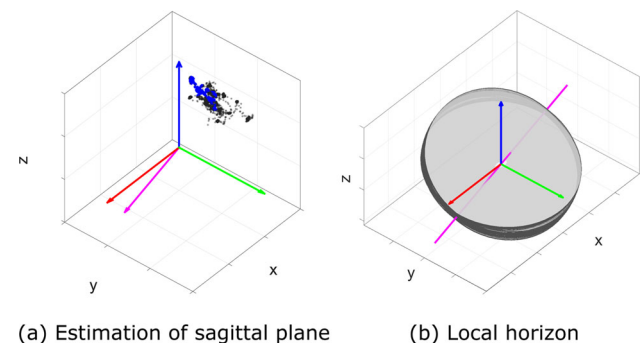 z
y
x
z
y
x
(a) Estimation of sagittal plane
(b) Local horizon